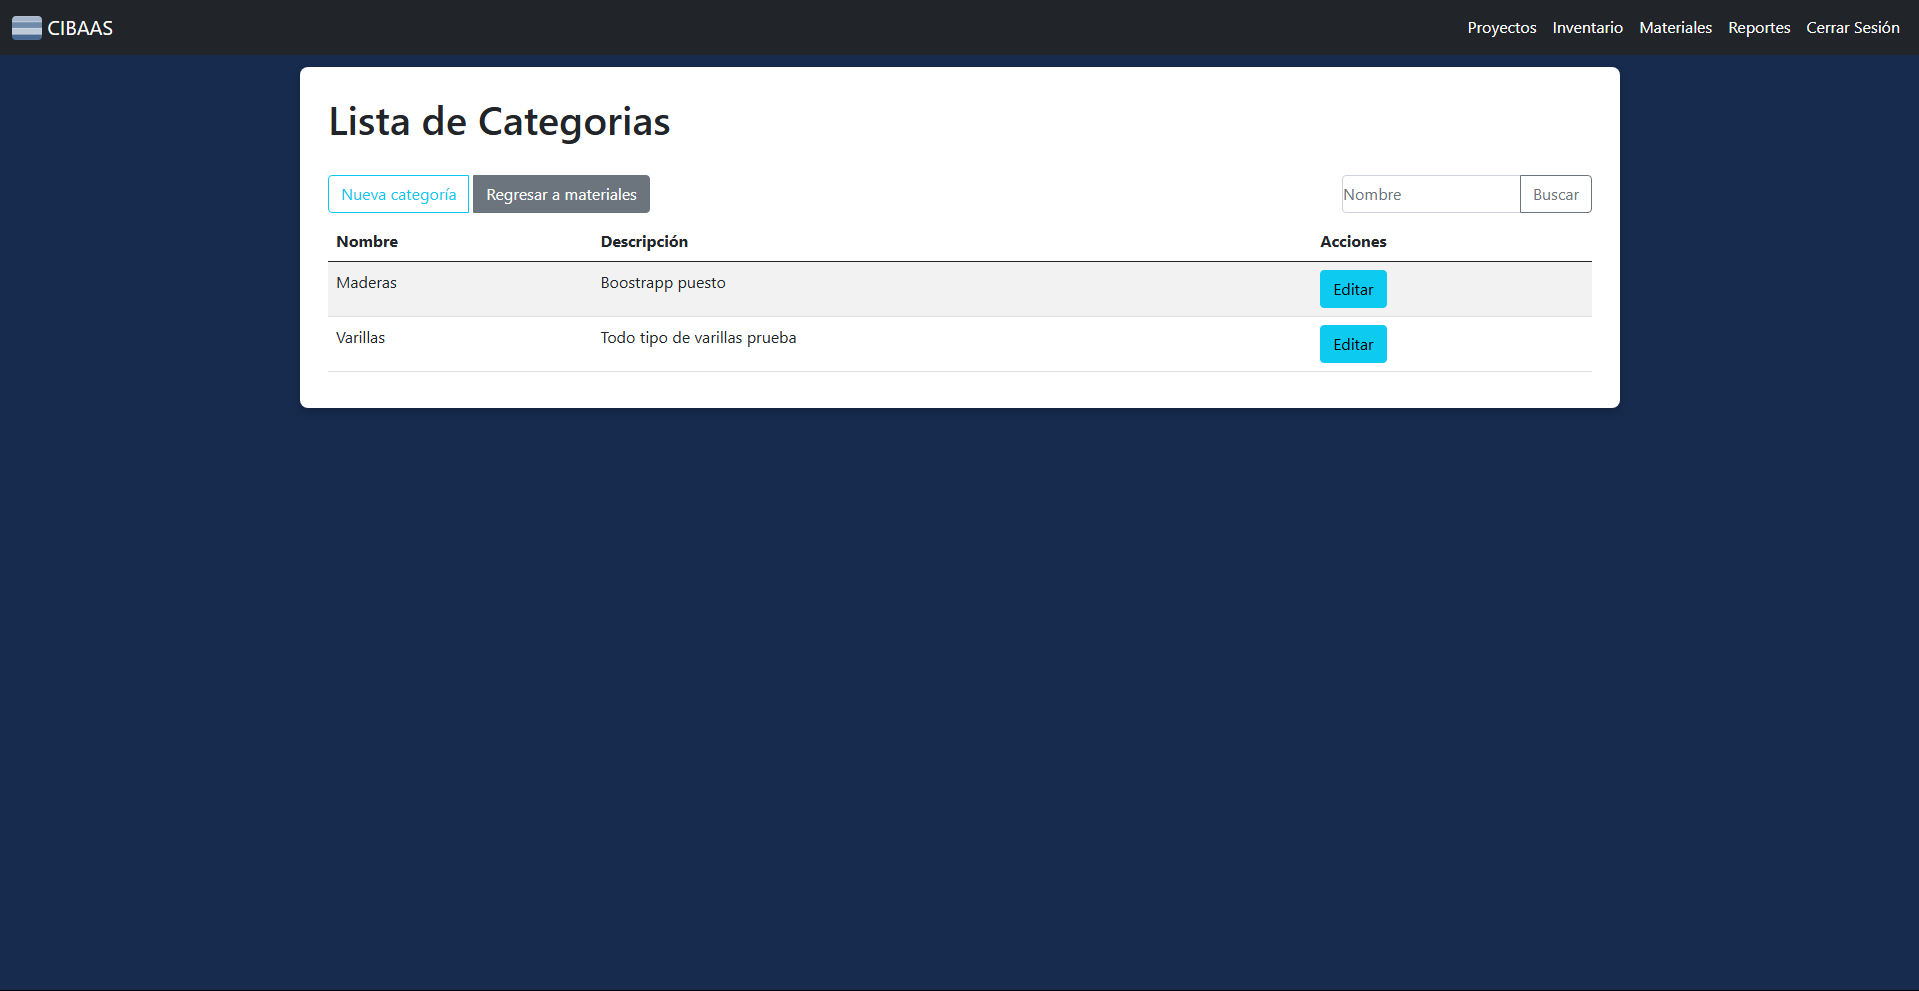 CIBAAS Proyectos Inventario Materiales Reportes Cerrar Sesión
Lista de Categorias
Nueva categoría Regresar a materiales Nombre Buscar
Nombre Descripción Acciones
Maderas Boostrapp puesto Editar
Varillas Todo tipo de varillas prueba Editar